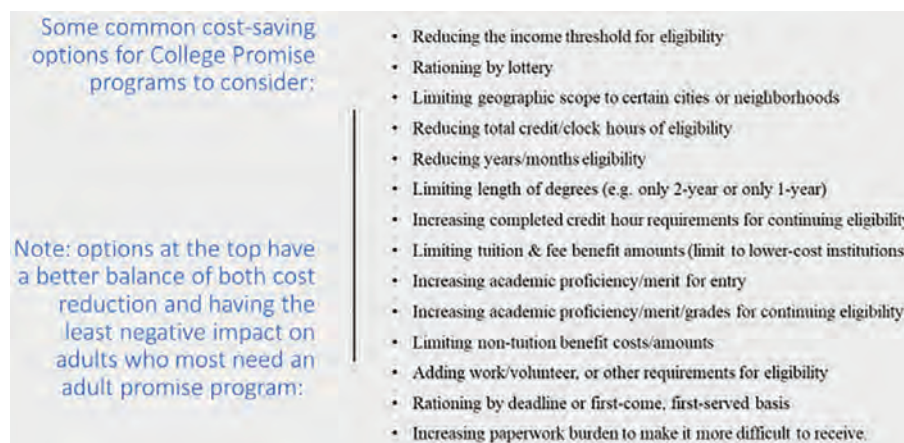 Some common cost-saving
options for College Promise
programs to consider:
Note: options at the top have
a better balance of both cost
reduction and having the
least negative impact on
adults who most need an
adult promise program:
• Reducing the income threshold for eligibility
• Rationing by lottery
• Limiting geographic scope to certain cities or neighborhoods
• Reducing total credit/clock hours of eligibility
• Reducing years/months eligibility
• Limiting length of degrees (e.g. only 2-year or only 1-year)
• Increasing completed credit hour requirements for continuing eligibility
• Limiting tuition & fee benefit amounts (limit to lower-cost institutions
• Increasing academic proficiency/merit for entry
• Increasing academic proficiency/merit/grades for continuing eligibility
• Limiting non-tuition benefit costs/amounts
• Adding work/volunteer, or other requirements for eligibility
• Rationing by deadline or first-come, first-served basis
• Increasing paperwork burden to make it more difficult to receive.